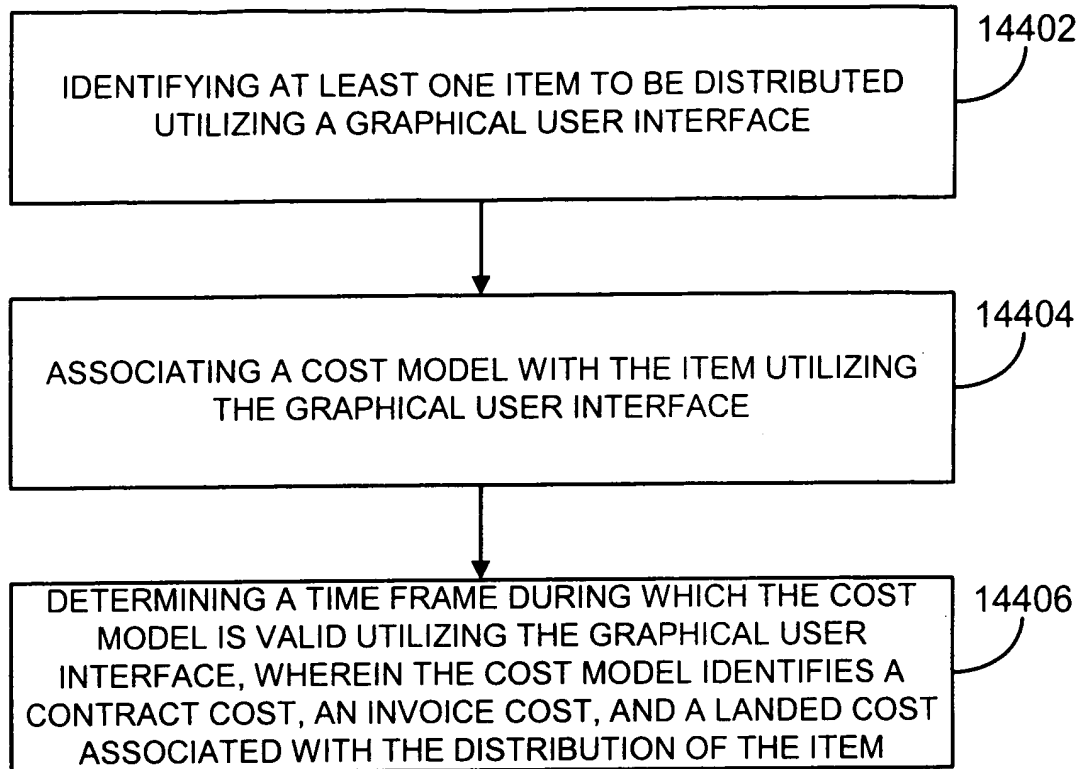 14402
IDENTIFYING AT LEAST ONE ITEM TO BE DISTRIBUTED
UTILIZING A GRAPHICAL USER INTERFACE
14404
ASSOCIATING A COST MODEL WITH THE ITEM UTILIZING
THE GRAPHICAL USER INTERFACE
14406
DETERMINING A TIME FRAME DURING WHICH THE COST
MODEL IS VALID UTILIZING THE GRAPHICAL USER
INTERFACE, WHEREIN THE COST MODEL IDENTIFIES A
CONTRACT COST, AN INVOICE COST, AND A LANDED COST
ASSOCIATED WITH THE DISTRIBUTION OF THE ITEM